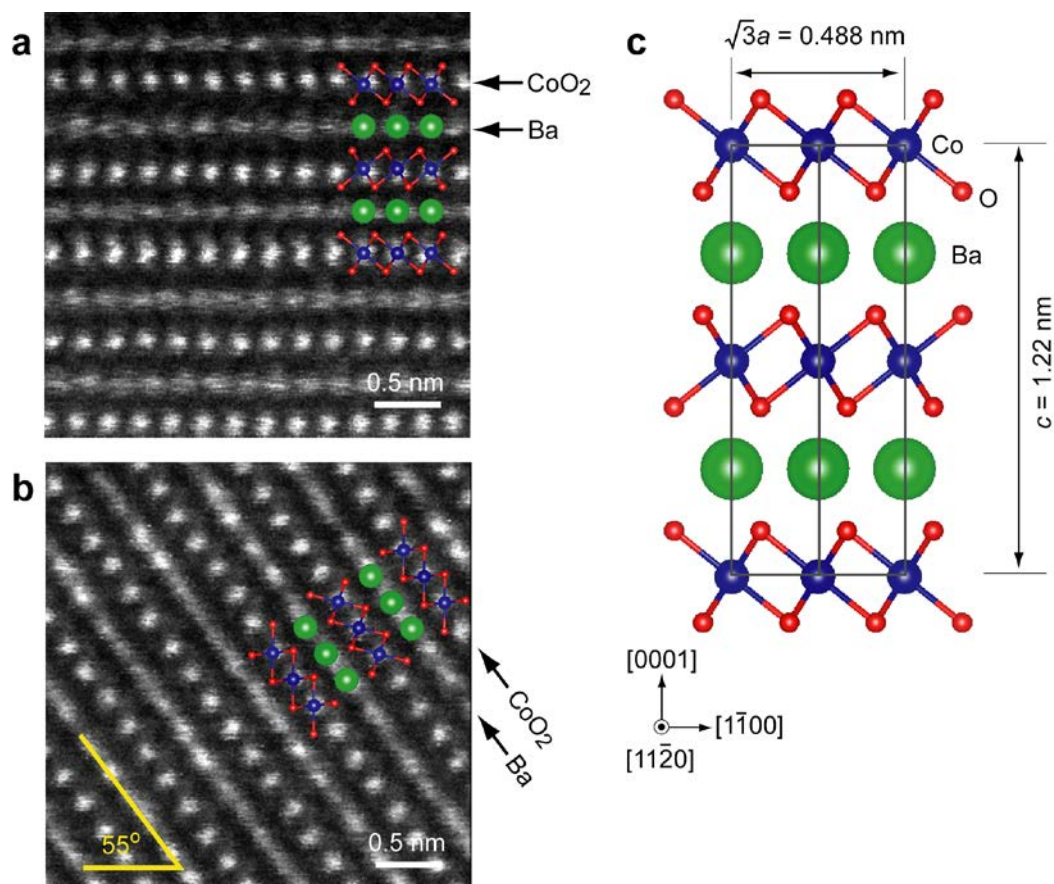 a
CoO₂
Ba
0.5 nm
b
CoO₂
Ba
55°
0.5 nm
c
√3a = 0.488 nm
Co
O
Ba
c = 1.22 nm
[0001]
[11̄00]
[112̄0]